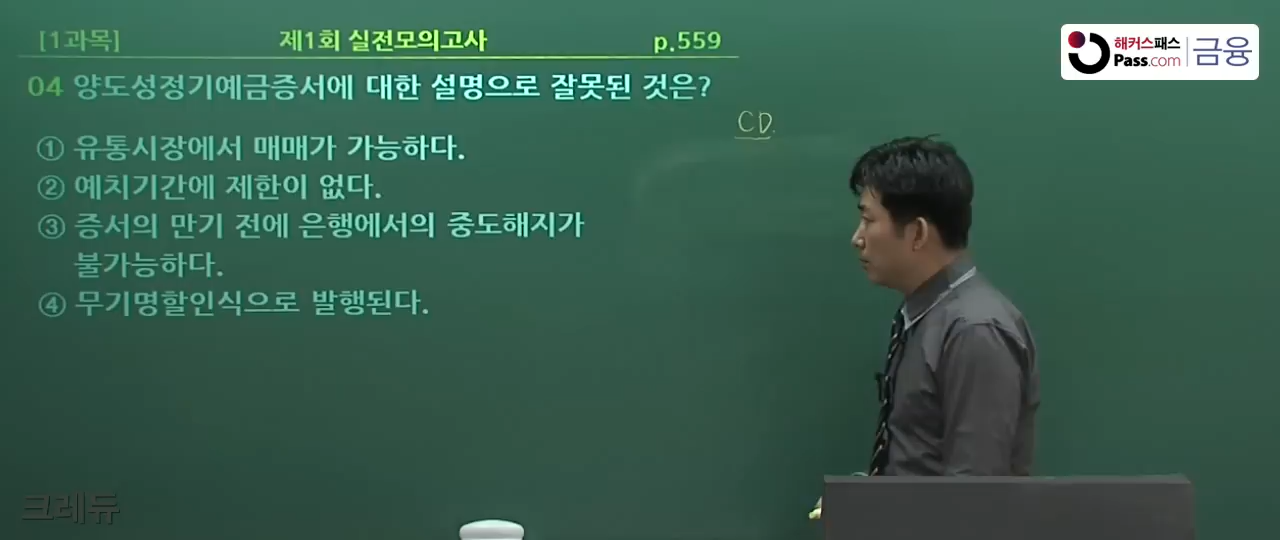 [1과목] 제1회 실전모의고사 p.559
해커스패스 Pass.com 금융
04 양도성정기예금증서에 대한 설명으로 잘못된 것은?
CD.
① 유통시장에서 매매가 가능하다.
② 예치기간에 제한이 없다.
③ 증서의 만기 전에 은행에서의 중도해지가
불가능하다.
④ 무기명할인식으로 발행된다.
크레듀